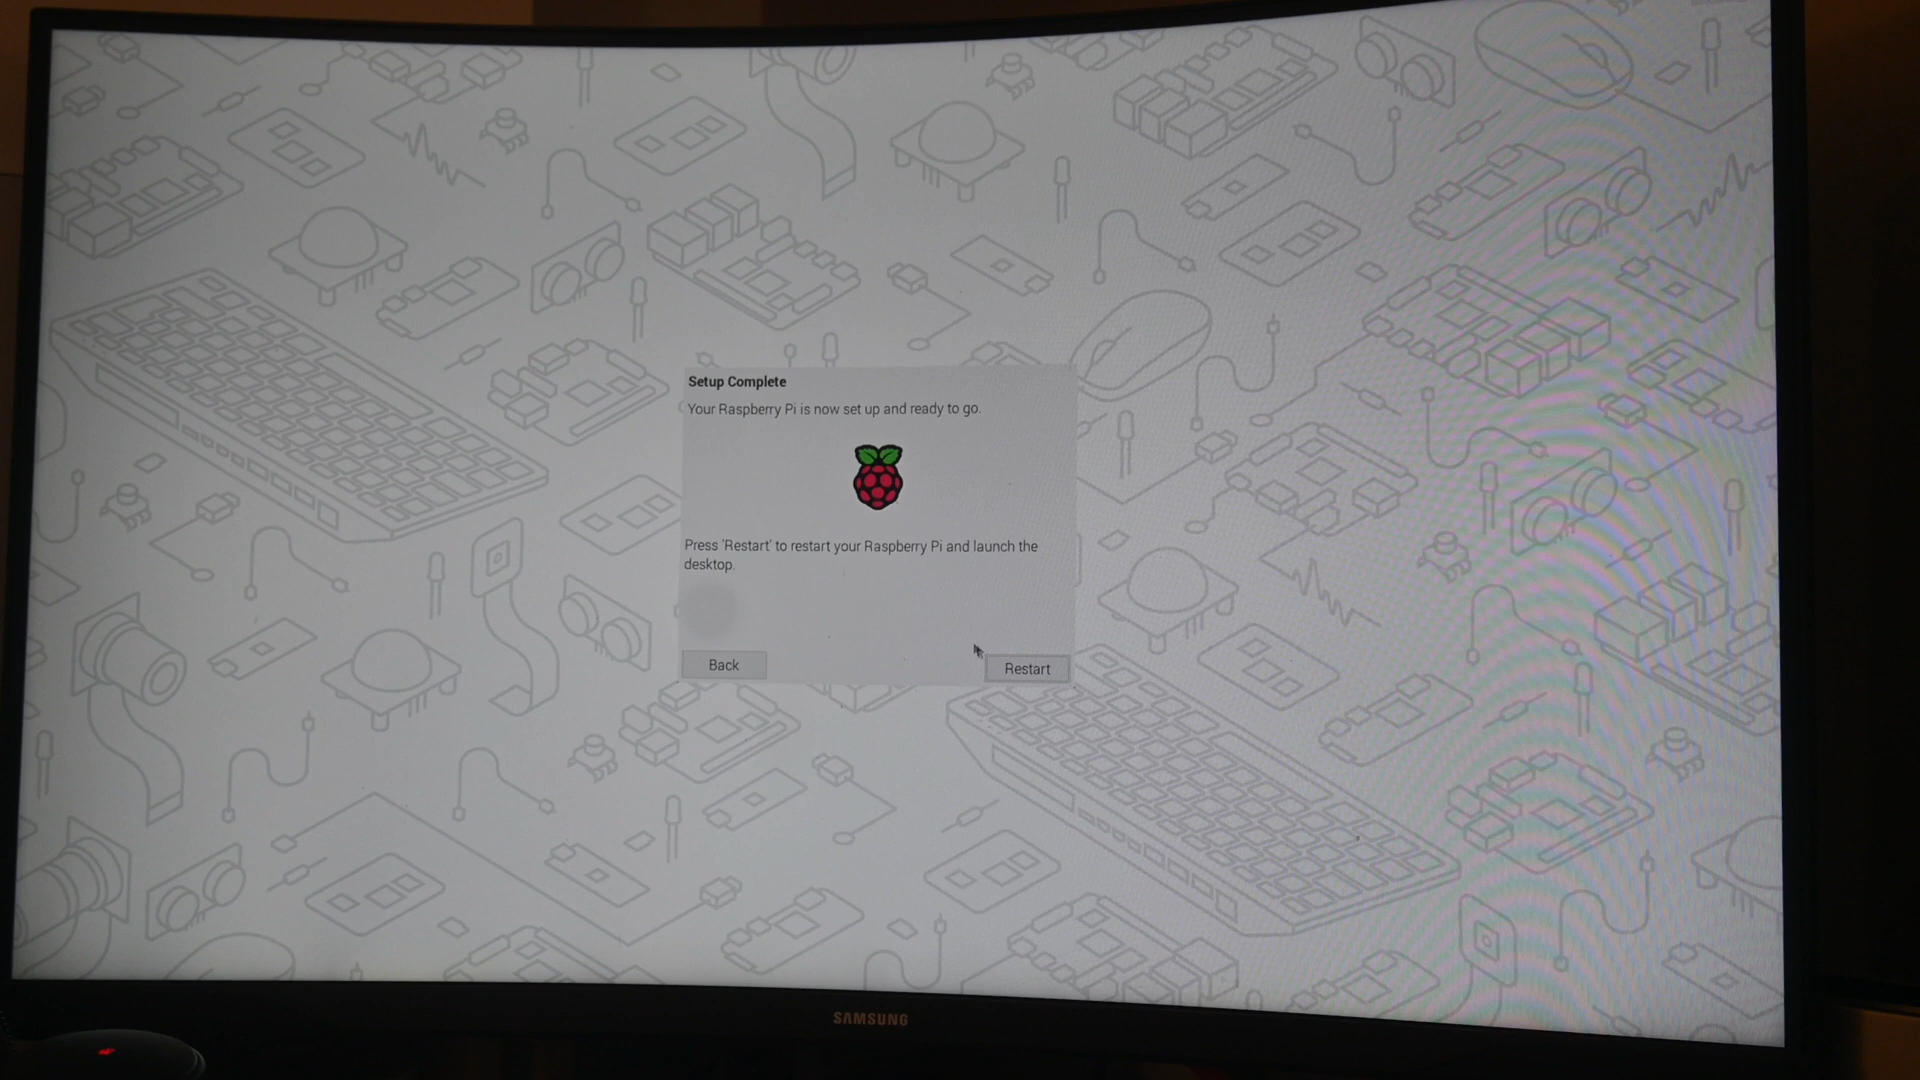 Setup Complete
Your Raspberry Pi is now set up and ready to go.
Press 'Restart' to restart your Raspberry Pi and launch the
desktop.
Back
Restart
SAMSUNG